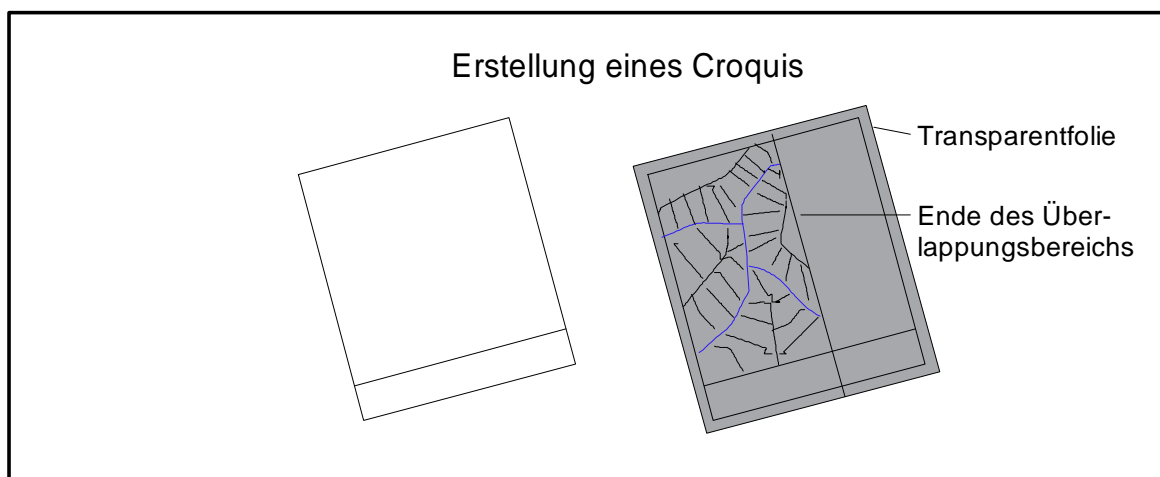 Erstellung eines Croquis
Transparentfolie
Ende des Über-
lappungsbereichs